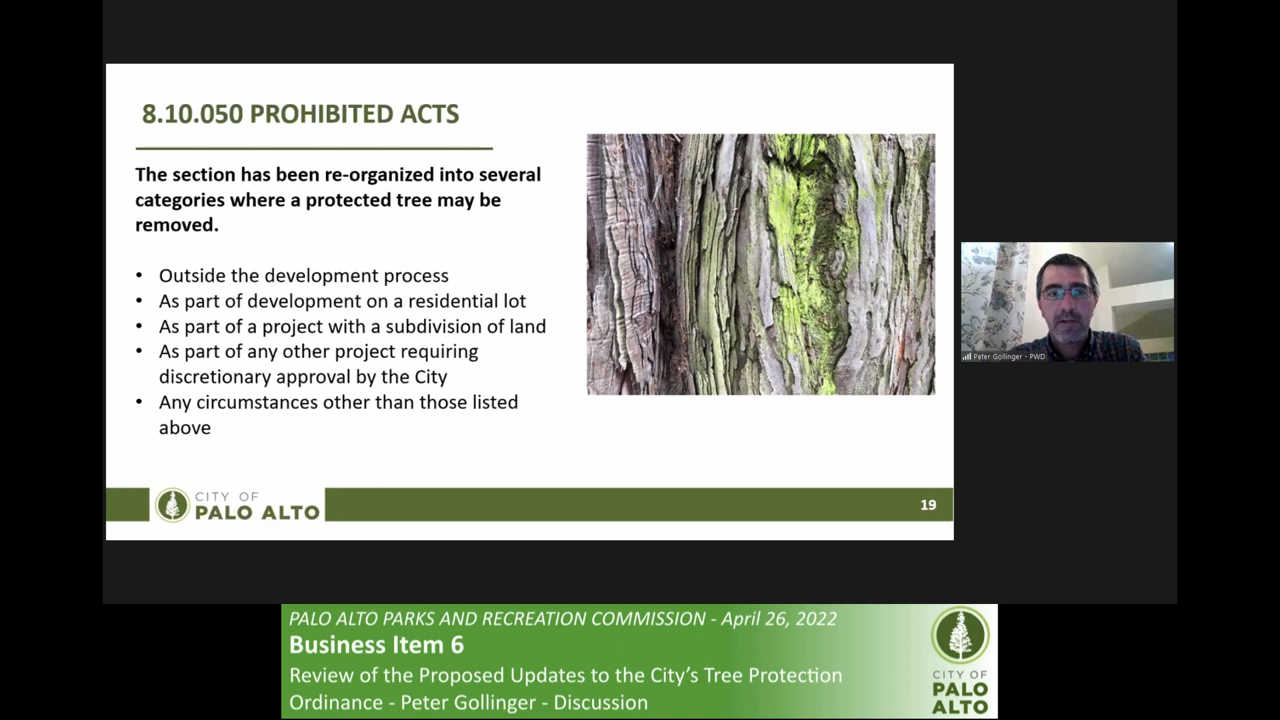 8.10.050 PROHIBITED ACTS
The section has been re-organized into several
categories where a protected tree may be
removed.
• Outside the development process
• As part of development on a residential lot
• As part of a project with a subdivision of land
• As part of any other project requiring
discretionary approval by the City
• Any circumstances other than those listed
above
CITY OF
PALO ALTO
19
Peter Gollinger - PWD
PALO ALTO PARKS AND RECREATION COMMISSION - April 26, 2022
Business Item 6
Review of the Proposed Updates to the City's Tree Protection
Ordinance - Peter Gollinger - Discussion
CITY OF
PALO
ALTO